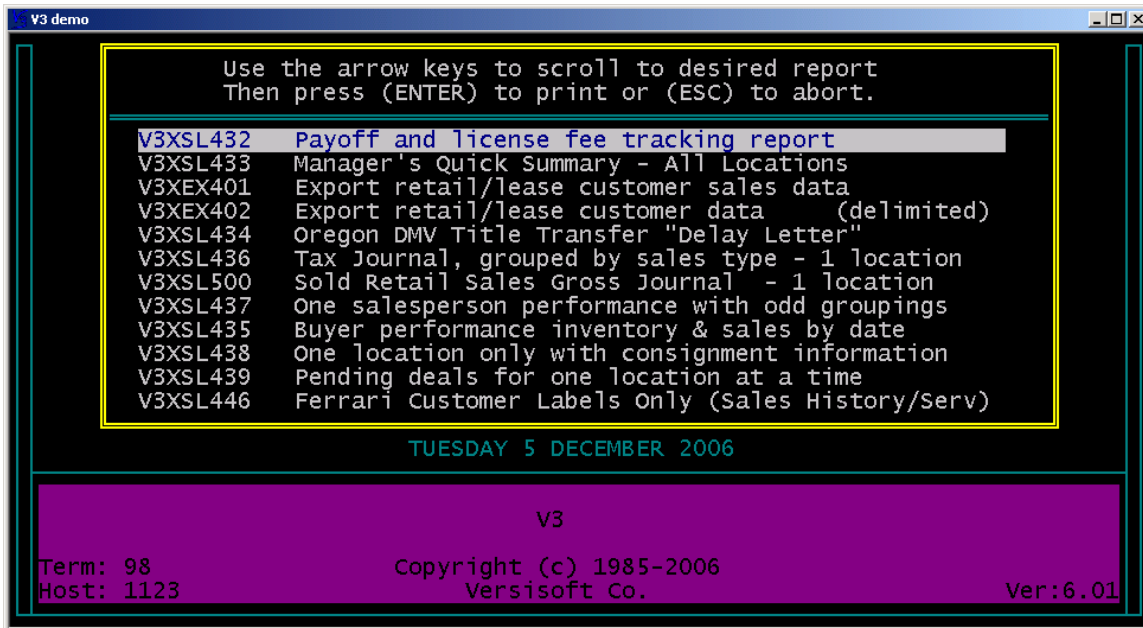 V3 demo
Use the arrow keys to scroll to desired report
Then press (ENTER) to print or (ESC) to abort.
V3XSL432 Payoff and license fee tracking report
V3XSL433 Manager's Quick Summary - All Locations
V3XEX401 Export retail/lease customer sales data
V3XEX402 Export retail/lease customer data (delimited)
V3XSL434 Oregon DMV Title Transfer "Delay Letter"
V3XSL436 Tax Journal, grouped by sales type - 1 location
V3XSL500 Sold Retail Sales Gross Journal - 1 location
V3XSL437 One salesperson performance with odd groupings
V3XSL435 Buyer performance inventory & sales by date
V3XSL438 One location only with consignment information
V3XSL439 Pending deals for one location at a time
V3XSL446 Ferrari Customer Labels Only (Sales History/Serv)
TUESDAY 5 DECEMBER 2006
V3
Term: 98 Copyright (c) 1985-2006
Host: 1123 Versisoft Co. Ver:6.01